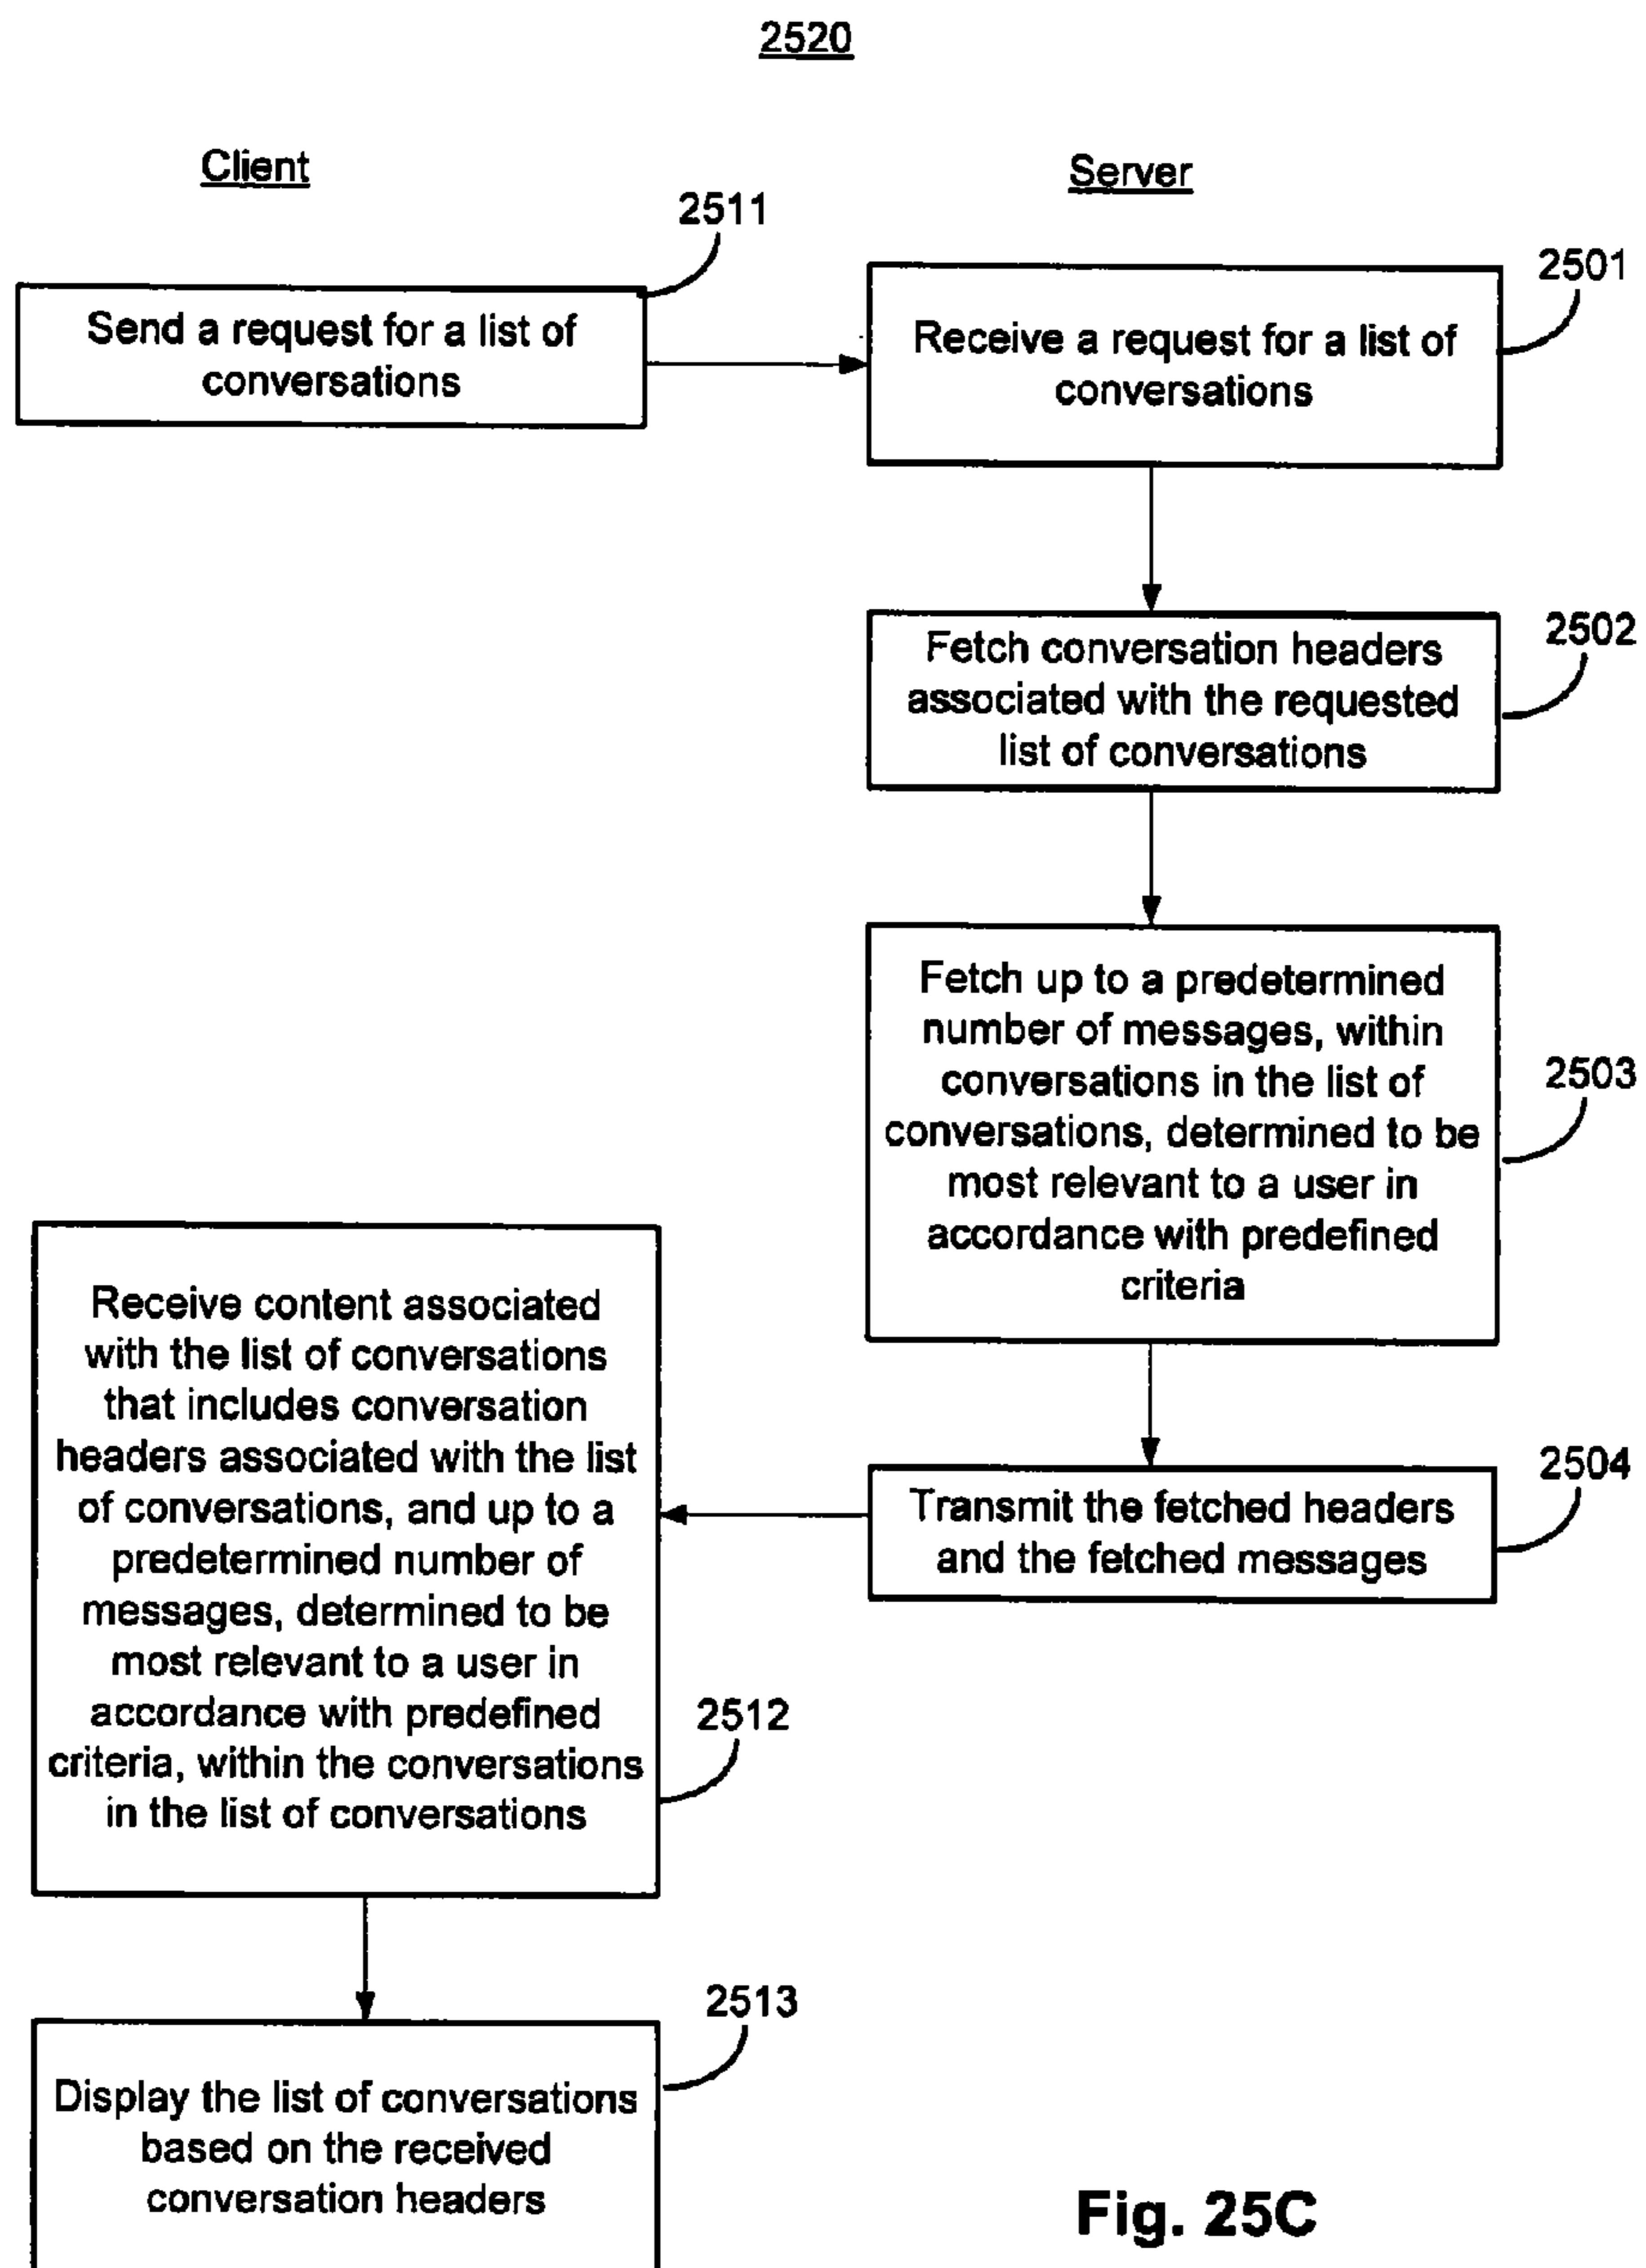 2520
Client
Server
2511
Send a request for a list of
conversations
2501
Receive a request for a list of
conversations
2502
Fetch conversation headers
associated with the requested
list of conversations
2503
Fetch up to a predetermined
number of messages, within
conversations in the list of
conversations, determined to be
most relevant to a user in
accordance with predefined
criteria
2504
Transmit the fetched headers
and the fetched messages
2512
Receive content associated
with the list of conversations
that includes conversation
headers associated with the list
of conversations, and up to a
predetermined number of
messages, determined to be
most relevant to a user in
accordance with predefined
criteria, within the conversations
in the list of conversations
2513
Display the list of conversations
based on the received
conversation headers
Fig. 25C